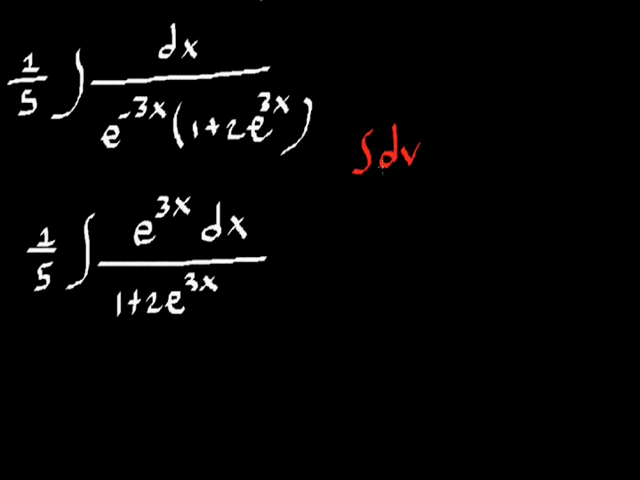 1/5 ∫ dx / e^-3x (1+2e^3x)
∫dv
1/5 ∫ e^3x dx / 1+2e^3x